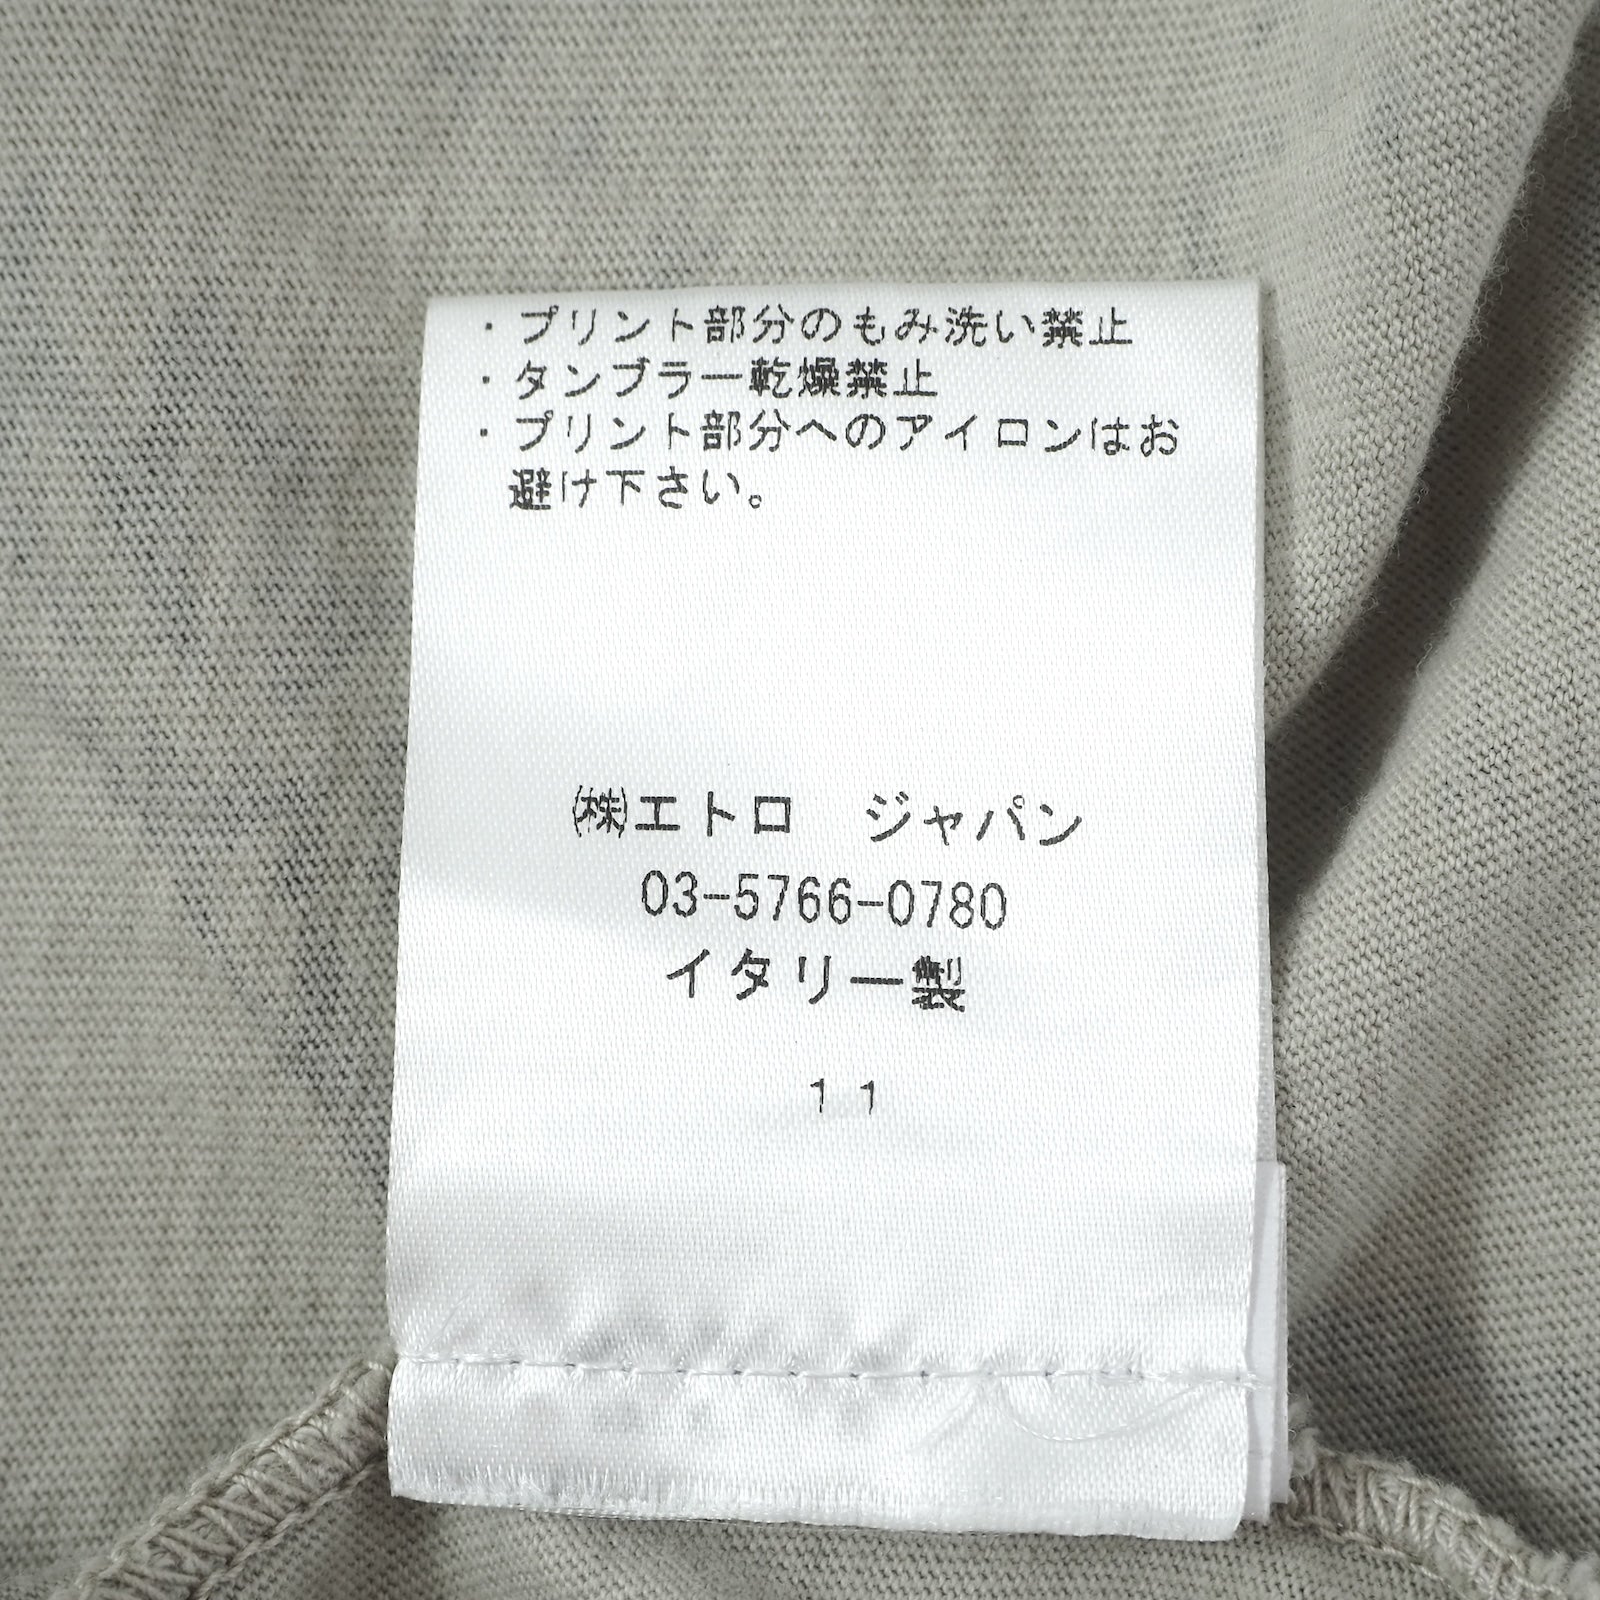 ・プリント部分のもみ洗い禁止
・タンブラー乾燥禁止
・プリント部分へのアイロンはお
避け下さい。
㈱エトロ　ジャパン
03-5766-0780
イタリー製
11